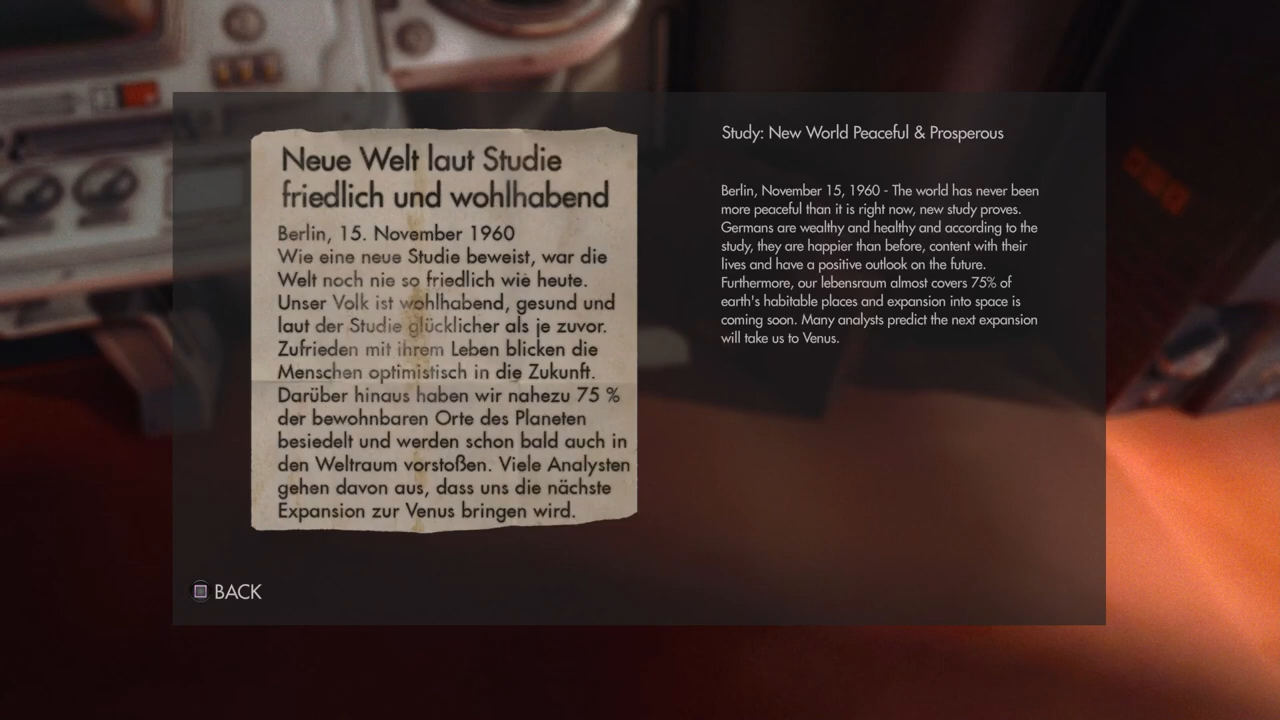 Neue Welt laut Studie
friedlich und wohlhabend
Berlin, 15. November 1960
Wie eine neue Studie beweist, war die
Welt noch nie so friedlich wie heute.
Unser Volk ist wohlhabend, gesund und
laut der Studie glücklicher als je zuvor.
Zufrieden mit ihrem Leben blicken die
Menschen optimistisch in die Zukunft.
Darüber hinaus haben wir nahezu 75 %
der bewohnbaren Orte des Planeten
besiedelt und werden schon bald auch in
den Weltraum vorstoßen. Viele Analysten
gehen davon aus, dass uns die nächste
Expansion zur Venus bringen wird.
Study: New World Peaceful & Prosperous
Berlin, November 15, 1960 - The world has never been
more peaceful than it is right now, new study proves.
Germans are wealthy and healthy and according to the
study, they are happier than before, content with their
lives and have a positive outlook on the future.
Furthermore, our lebensraum almost covers 75% of
earth's habitable places and expansion into space is
coming soon. Many analysts predict the next expansion
will take us to Venus.
BACK